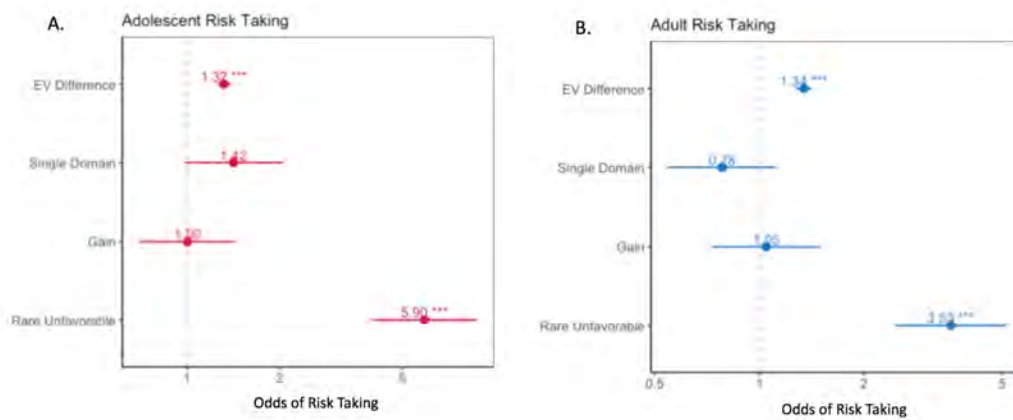 A.
Adolescent Risk Taking
EV Difference
1.32 ***
Single Domain
1.42
Gain
1.00
Rare Unfavorable
5.90 ***
1 2 5
Odds of Risk Taking
B.
Adult Risk Taking
EV Difference
1.34 ***
Single Domain
0.78
Gain
1.05
Rare Unfavorable
***
0.5 1 2 5
Odds of Risk Taking